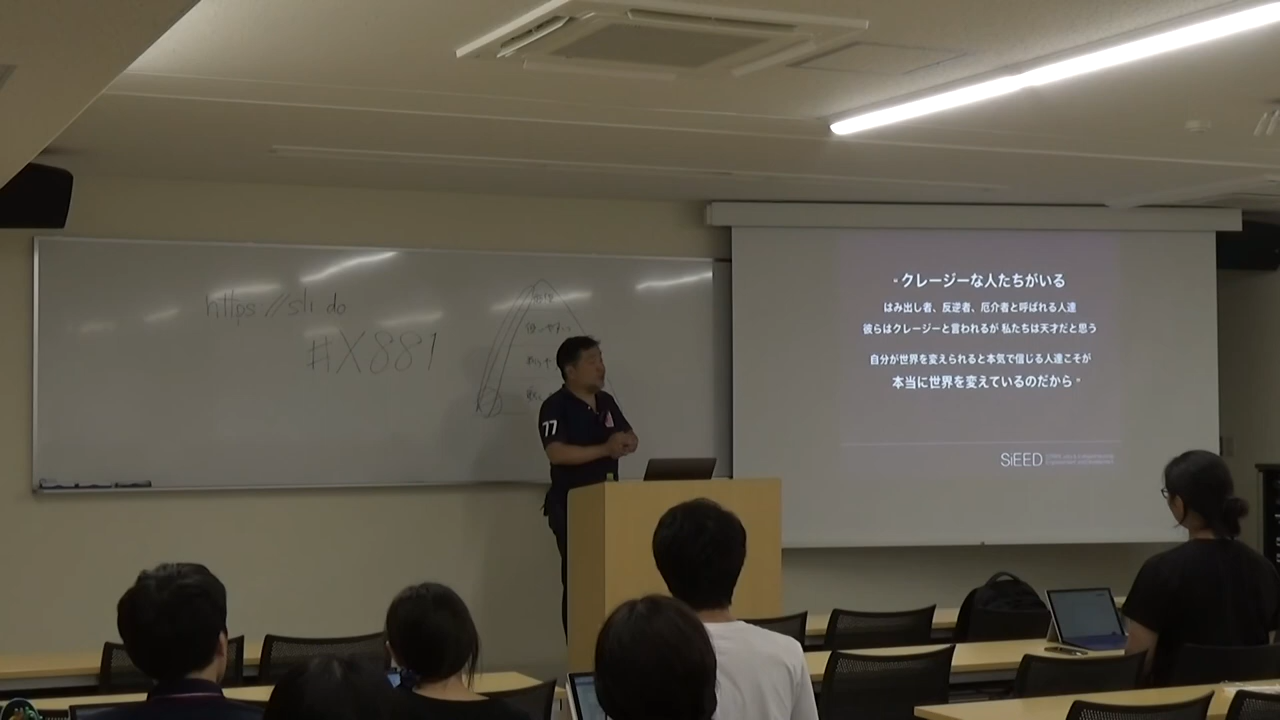 https://sli do
#X881
77
"クレージーな人たちがいる
はみ出し者、反逆者、厄介者と呼ばれる人達
彼らはクレージーと言われるが 私たちは天才だと思う
自分が世界を変えられると本気で信じる人達こそが
本当に世界を変えているのだから"
SiEED